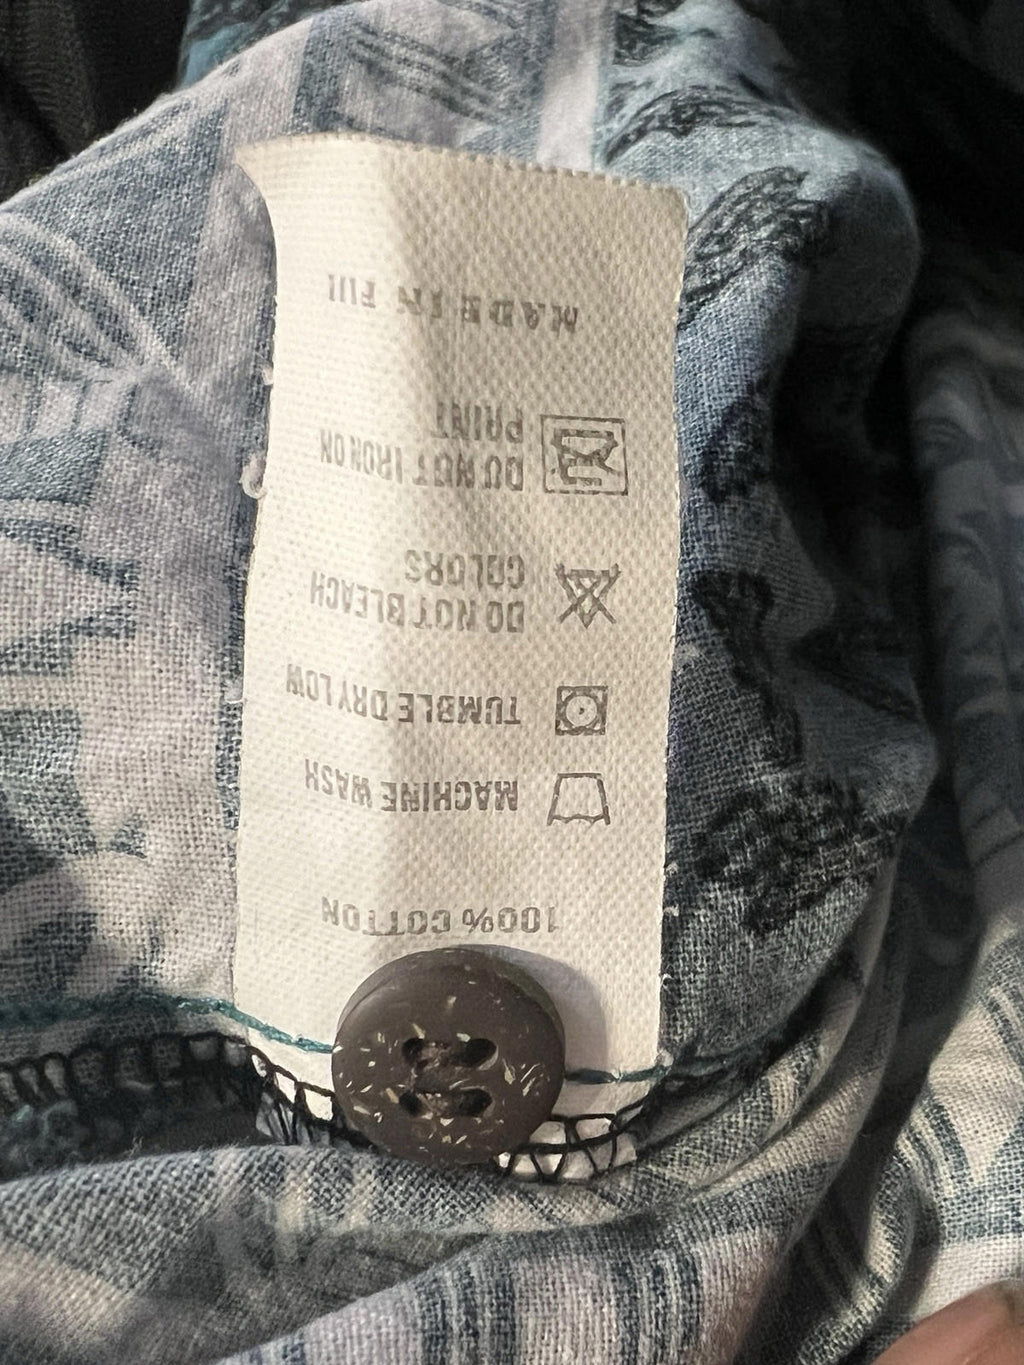 100% COTTON
MACHINE WASH
TUMBLE DRY LOW
DO NOT BLEACH
COLORS
DO NOT IRON ON
PRINT
MADE IN FIJI